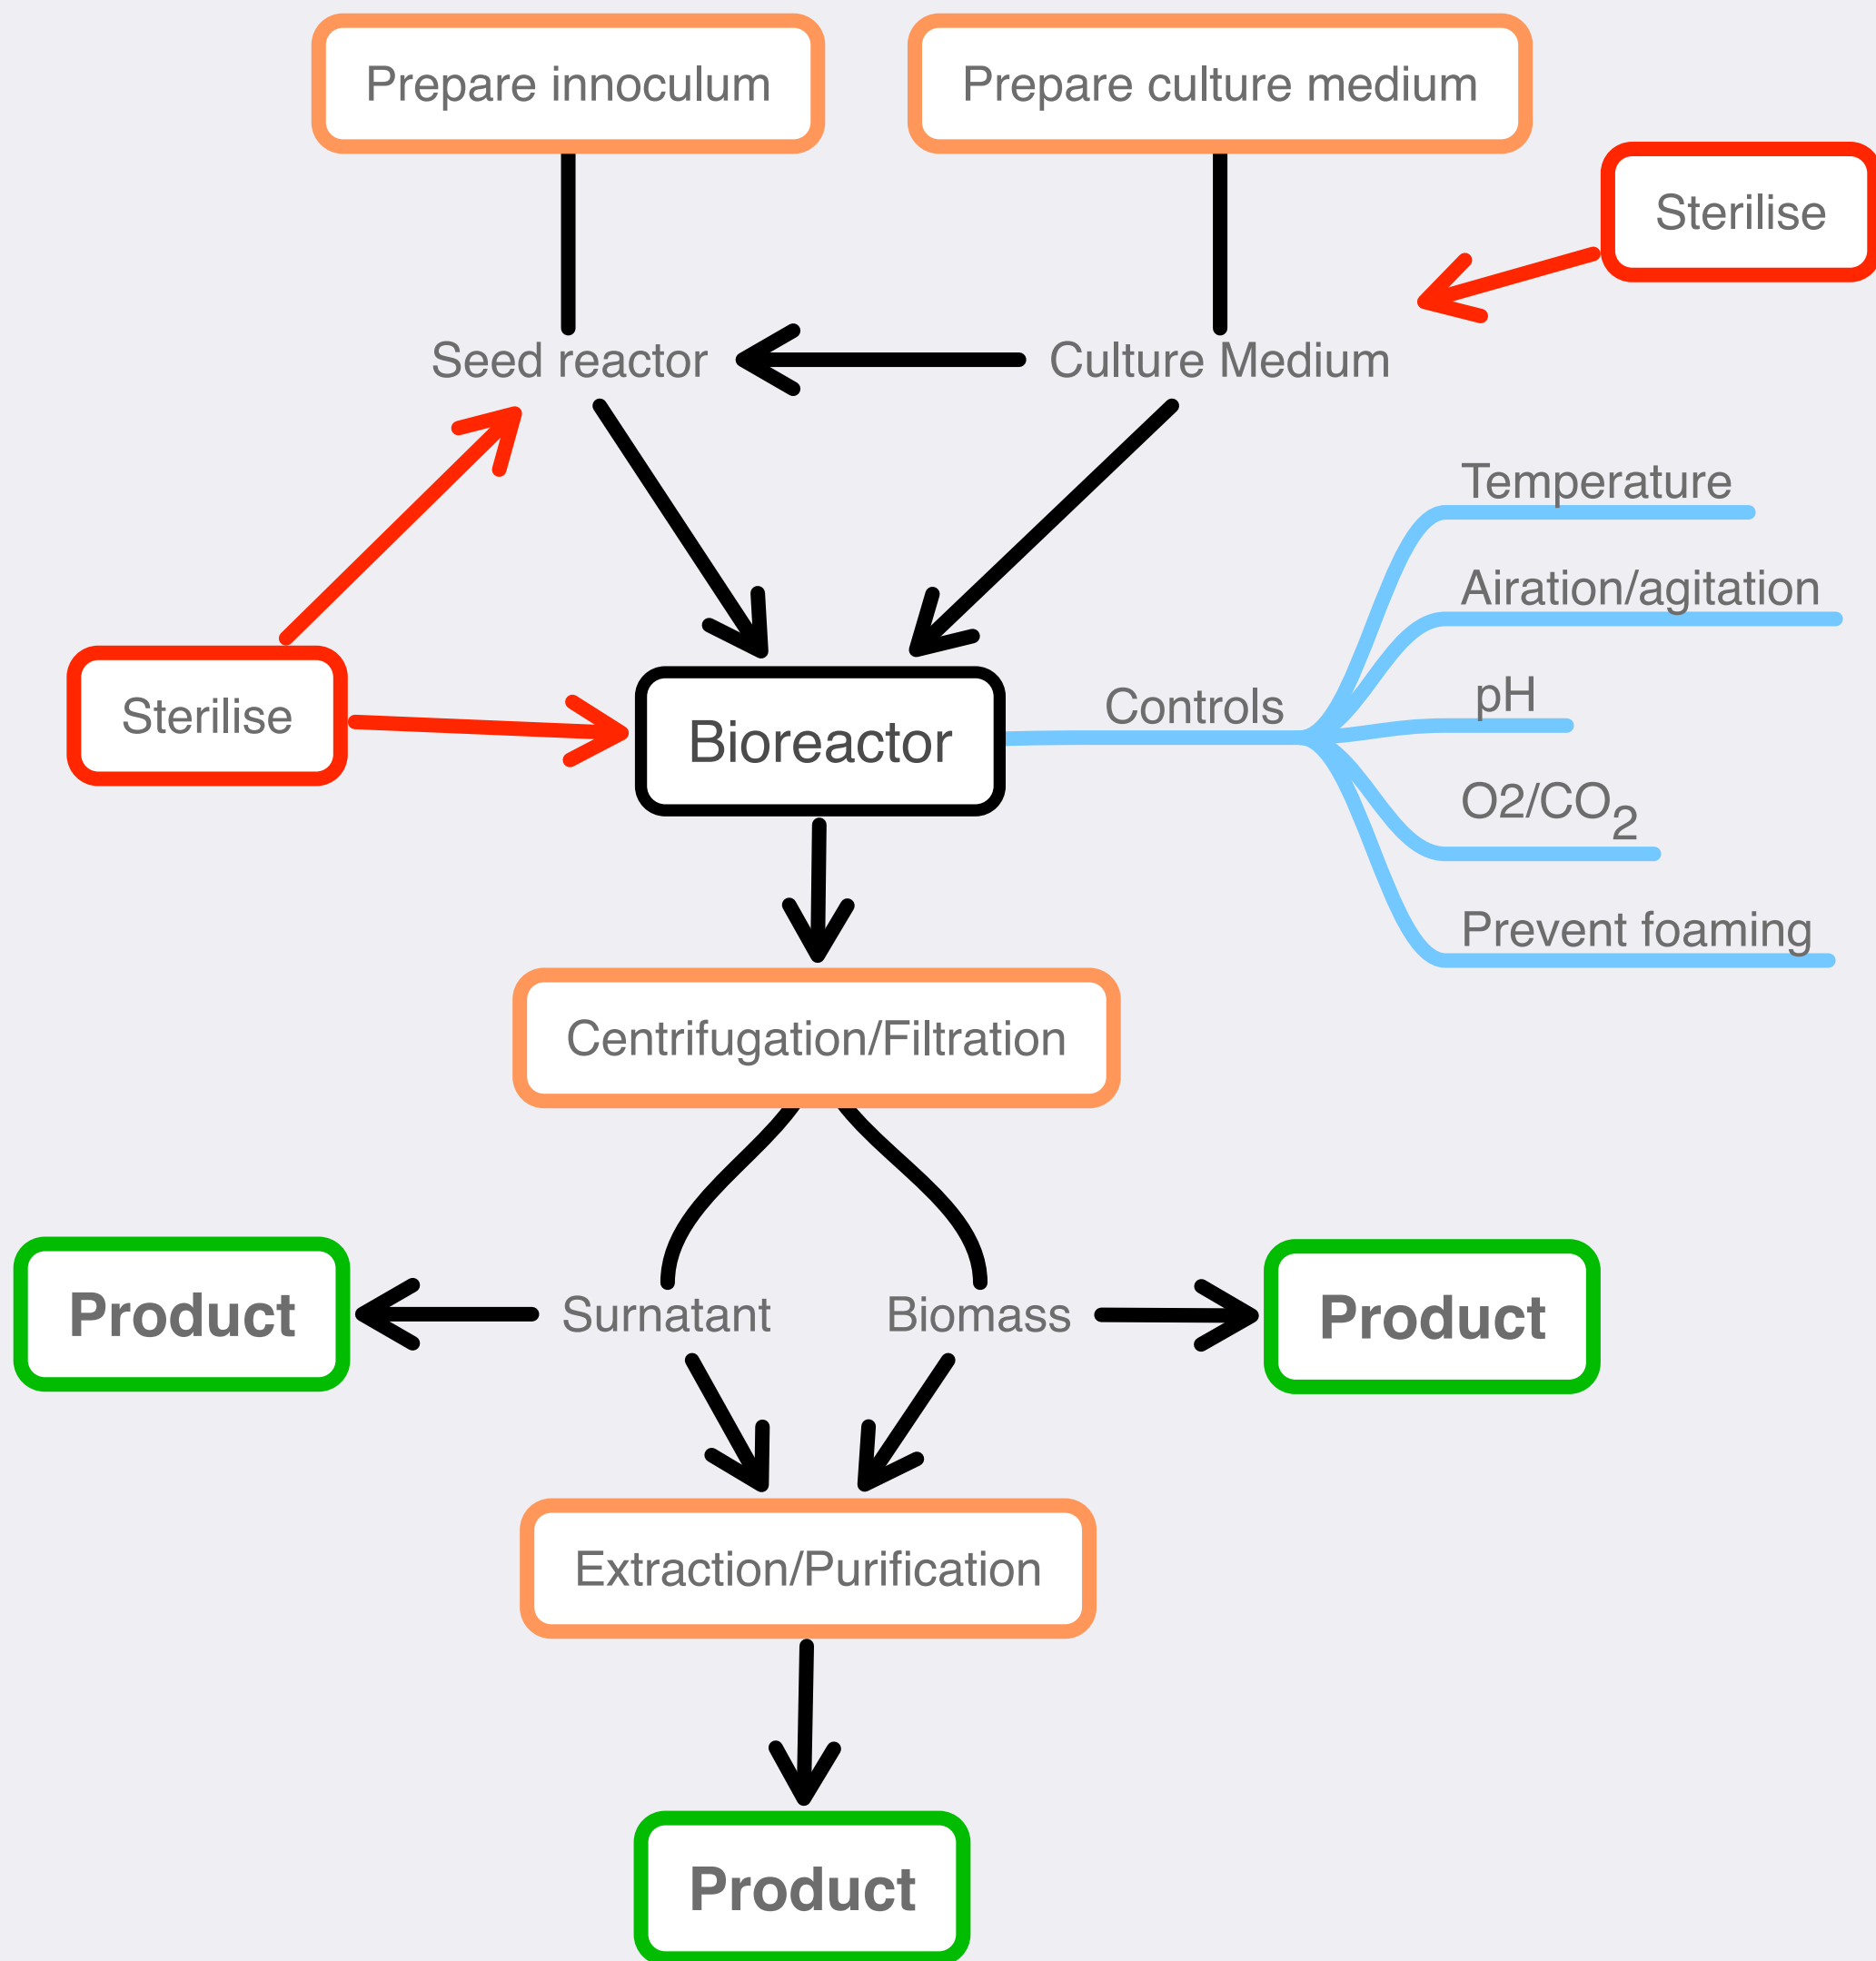 Prepare innoculum
Prepare culture medium
Sterilise
Seed reactor
Culture Medium
Temperature
Airation/agitation
Sterilise
Bioreactor
Controls
pH
O2/CO₂
Prevent foaming
Centrifugation/Filtration
Product
Surnatant
Biomass
Product
Extraction/Purification
Product